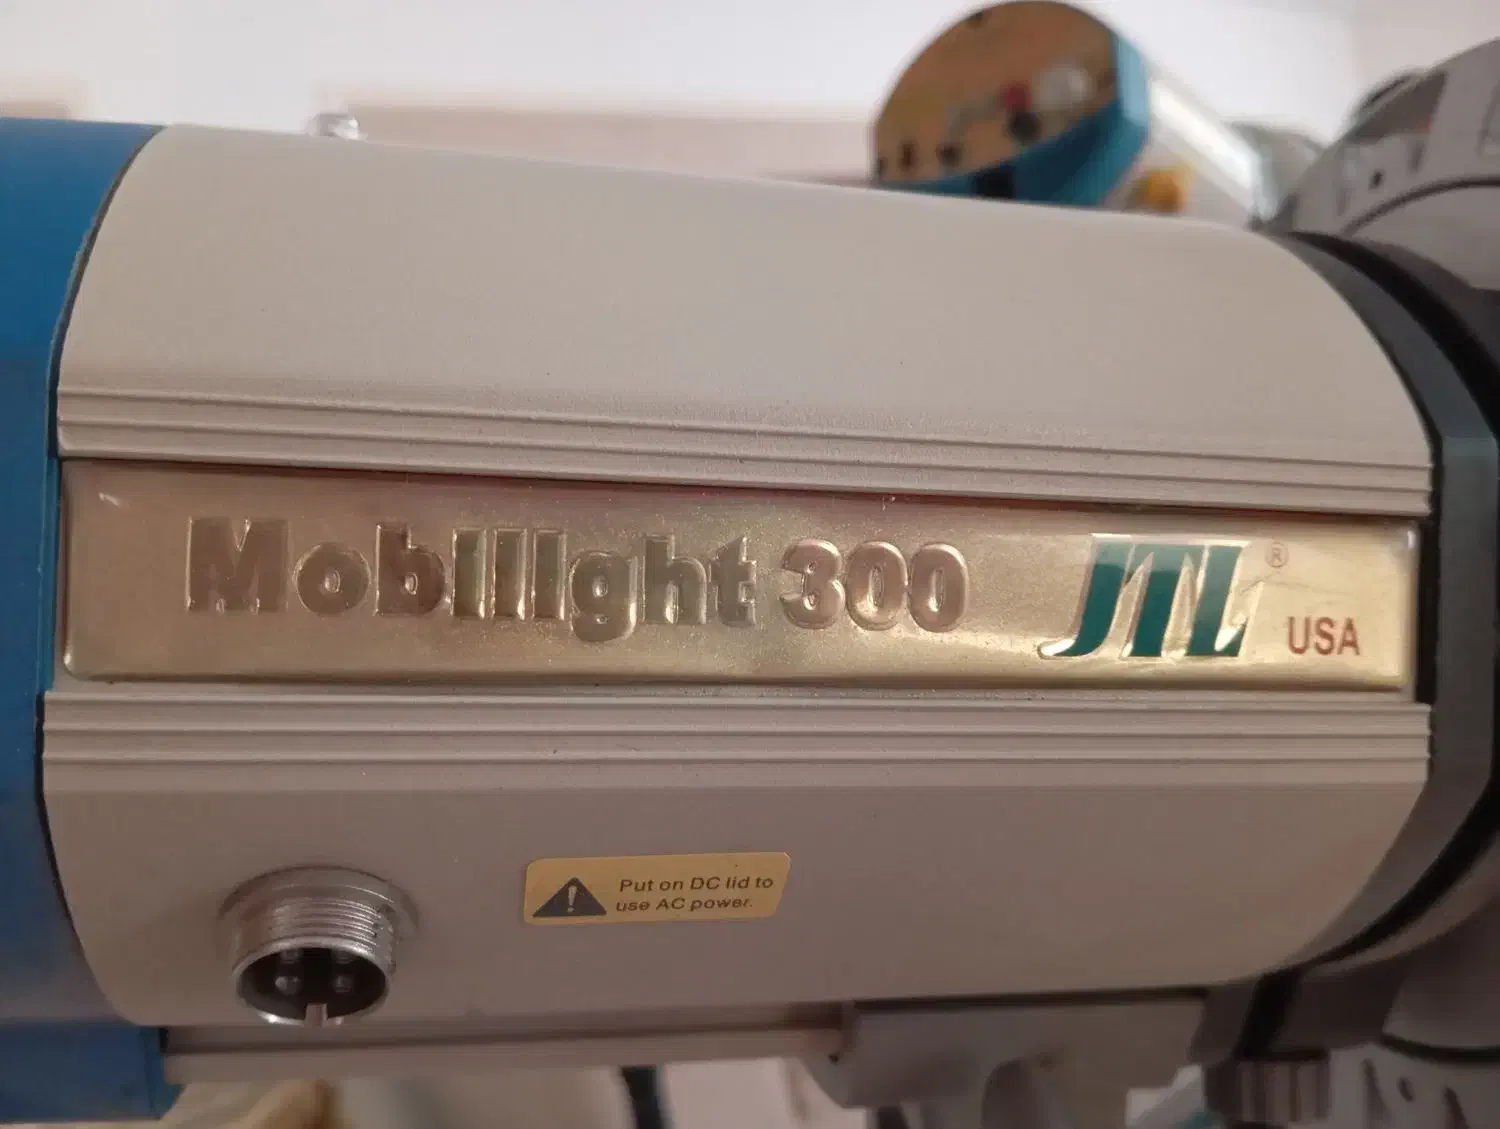 Mobilight 300 JTL® USA
Put on DC lid to
use AC power.